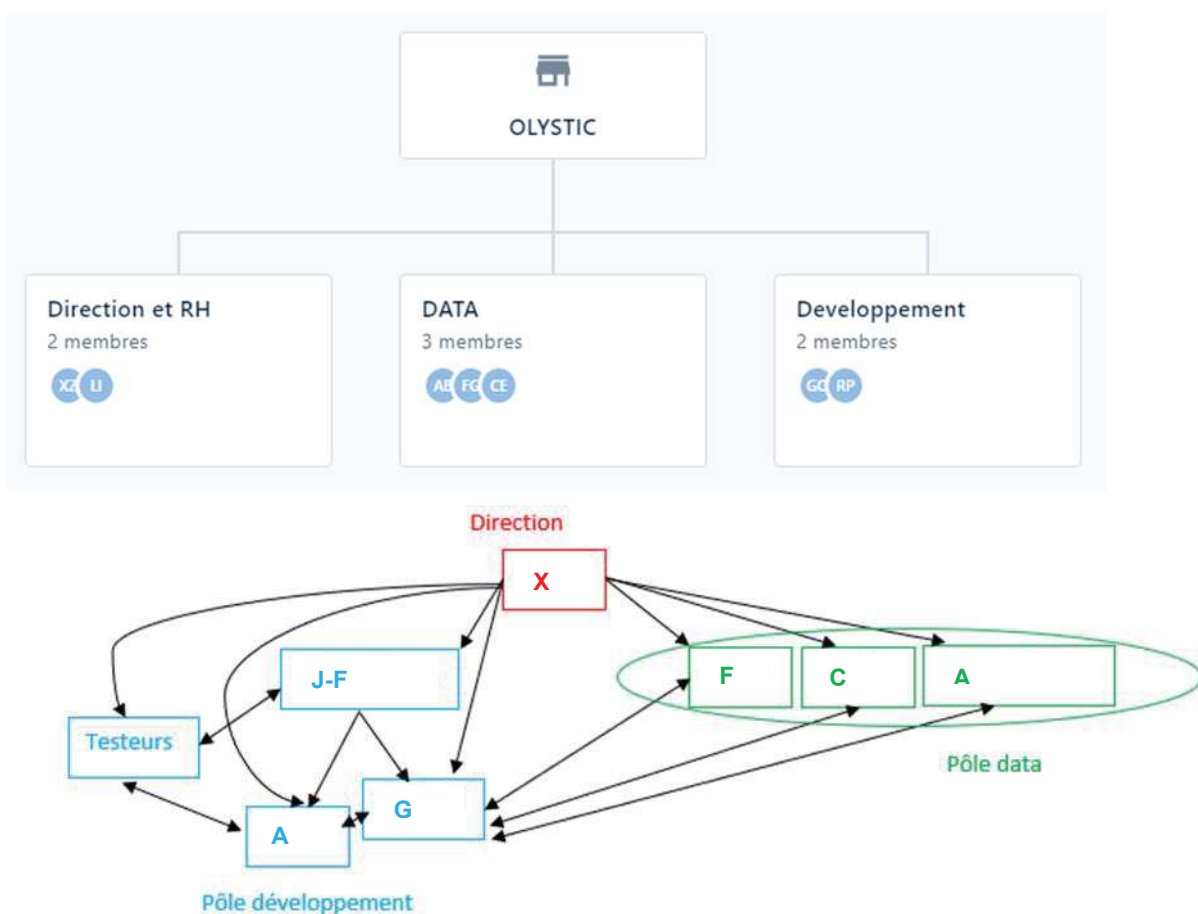 OLYSTIC
Direction et RH
2 membres
XZ LI
DATA
3 membres
AB FG CE
Developpement
2 membres
GC RP
Direction
X
J-F
F C A
Testeurs
Pôle data
G
A
Pôle développement